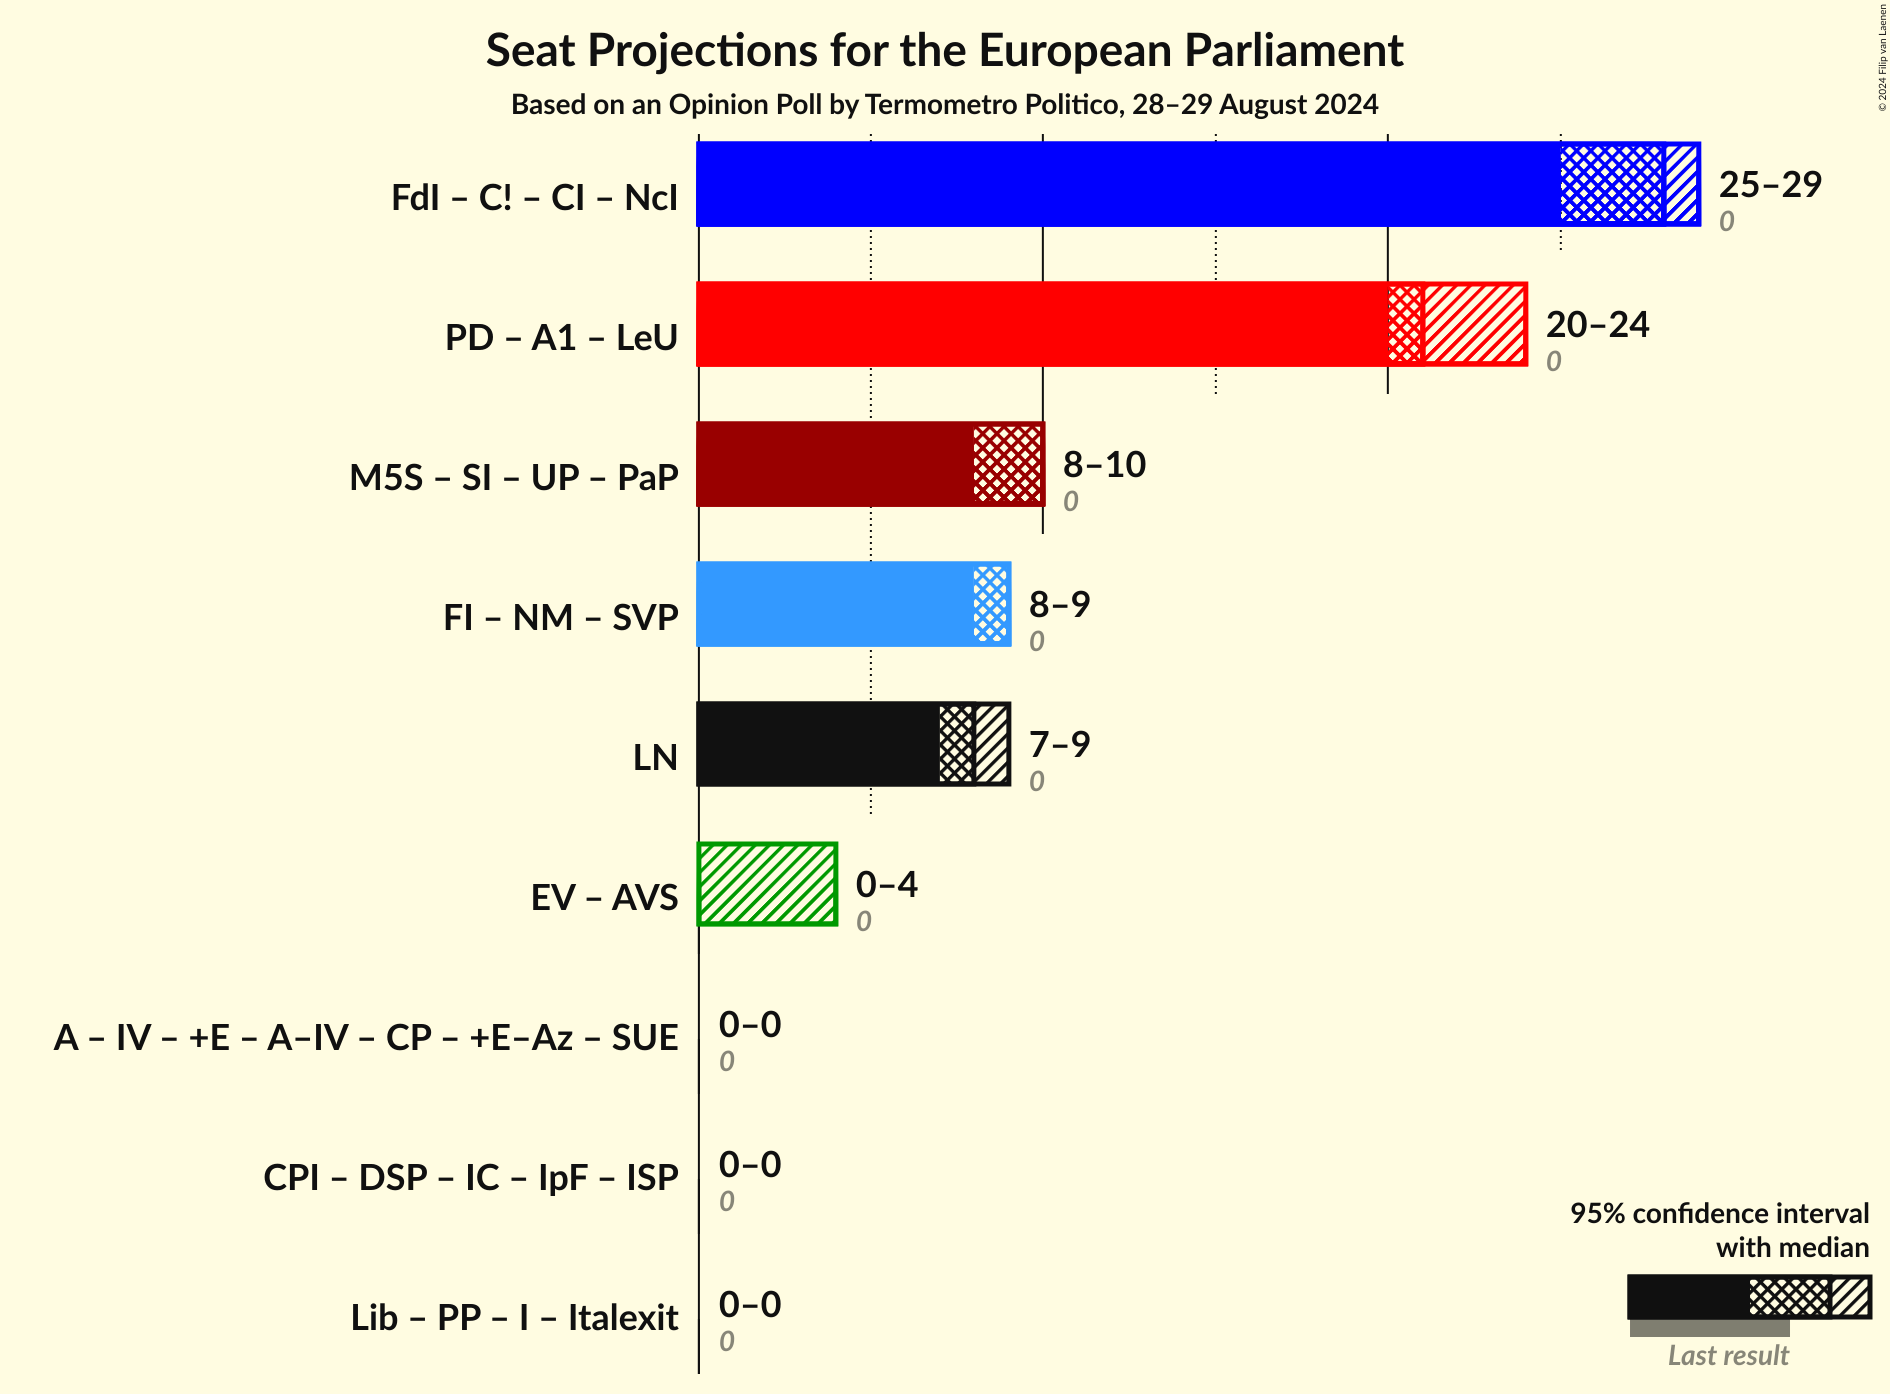 Seat Projections for the European Parliament
Based on an Opinion Poll by Termometro Politico, 28–29 August 2024
© 2024 Filip van Laenen
FdI – C! – CI – NcI
25–29
0
PD – A1 – LeU
20–24
0
M5S – SI – UP – PaP
8–10
0
FI – NM – SVP
8–9
0
LN
7–9
0
EV – AVS
0–4
0
A – IV – +E – A–IV – CP – +E–Az – SUE
0–0
0
CPI – DSP – IC – IpF – ISP
0–0
0
Lib – PP – I – Italexit
0–0
0
95% confidence interval
with median
Last result